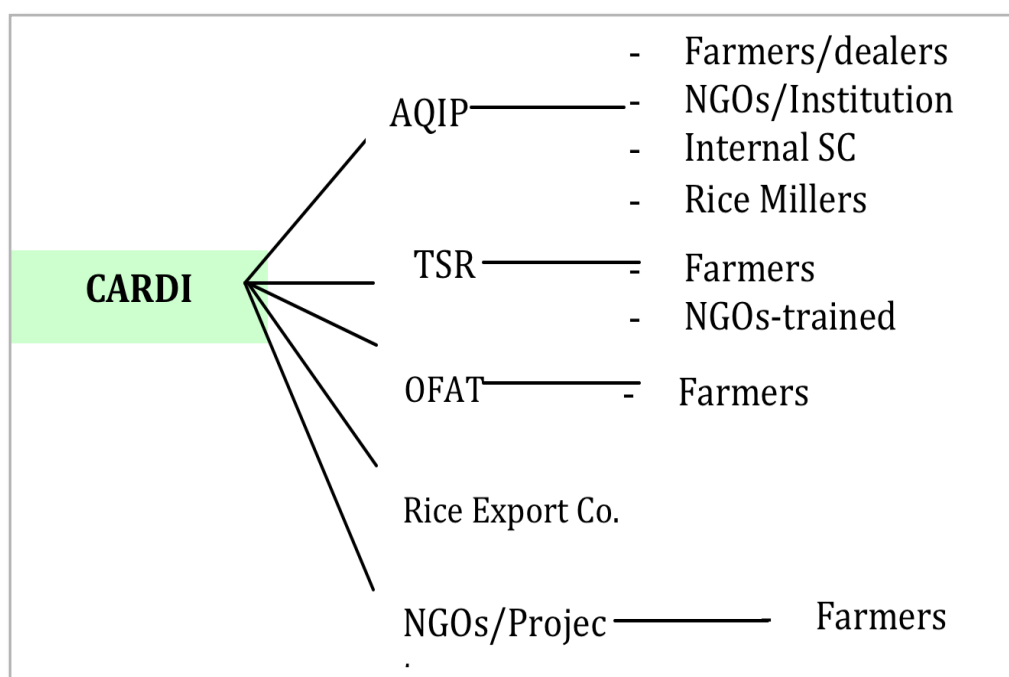 - Farmers/dealers
AQIP - NGOs/Institution
- Internal SC
- Rice Millers
CARDI
TSR - Farmers
- NGOs-trained
OFAT - Farmers
Rice Export Co.
NGOs/Projec Farmers
.